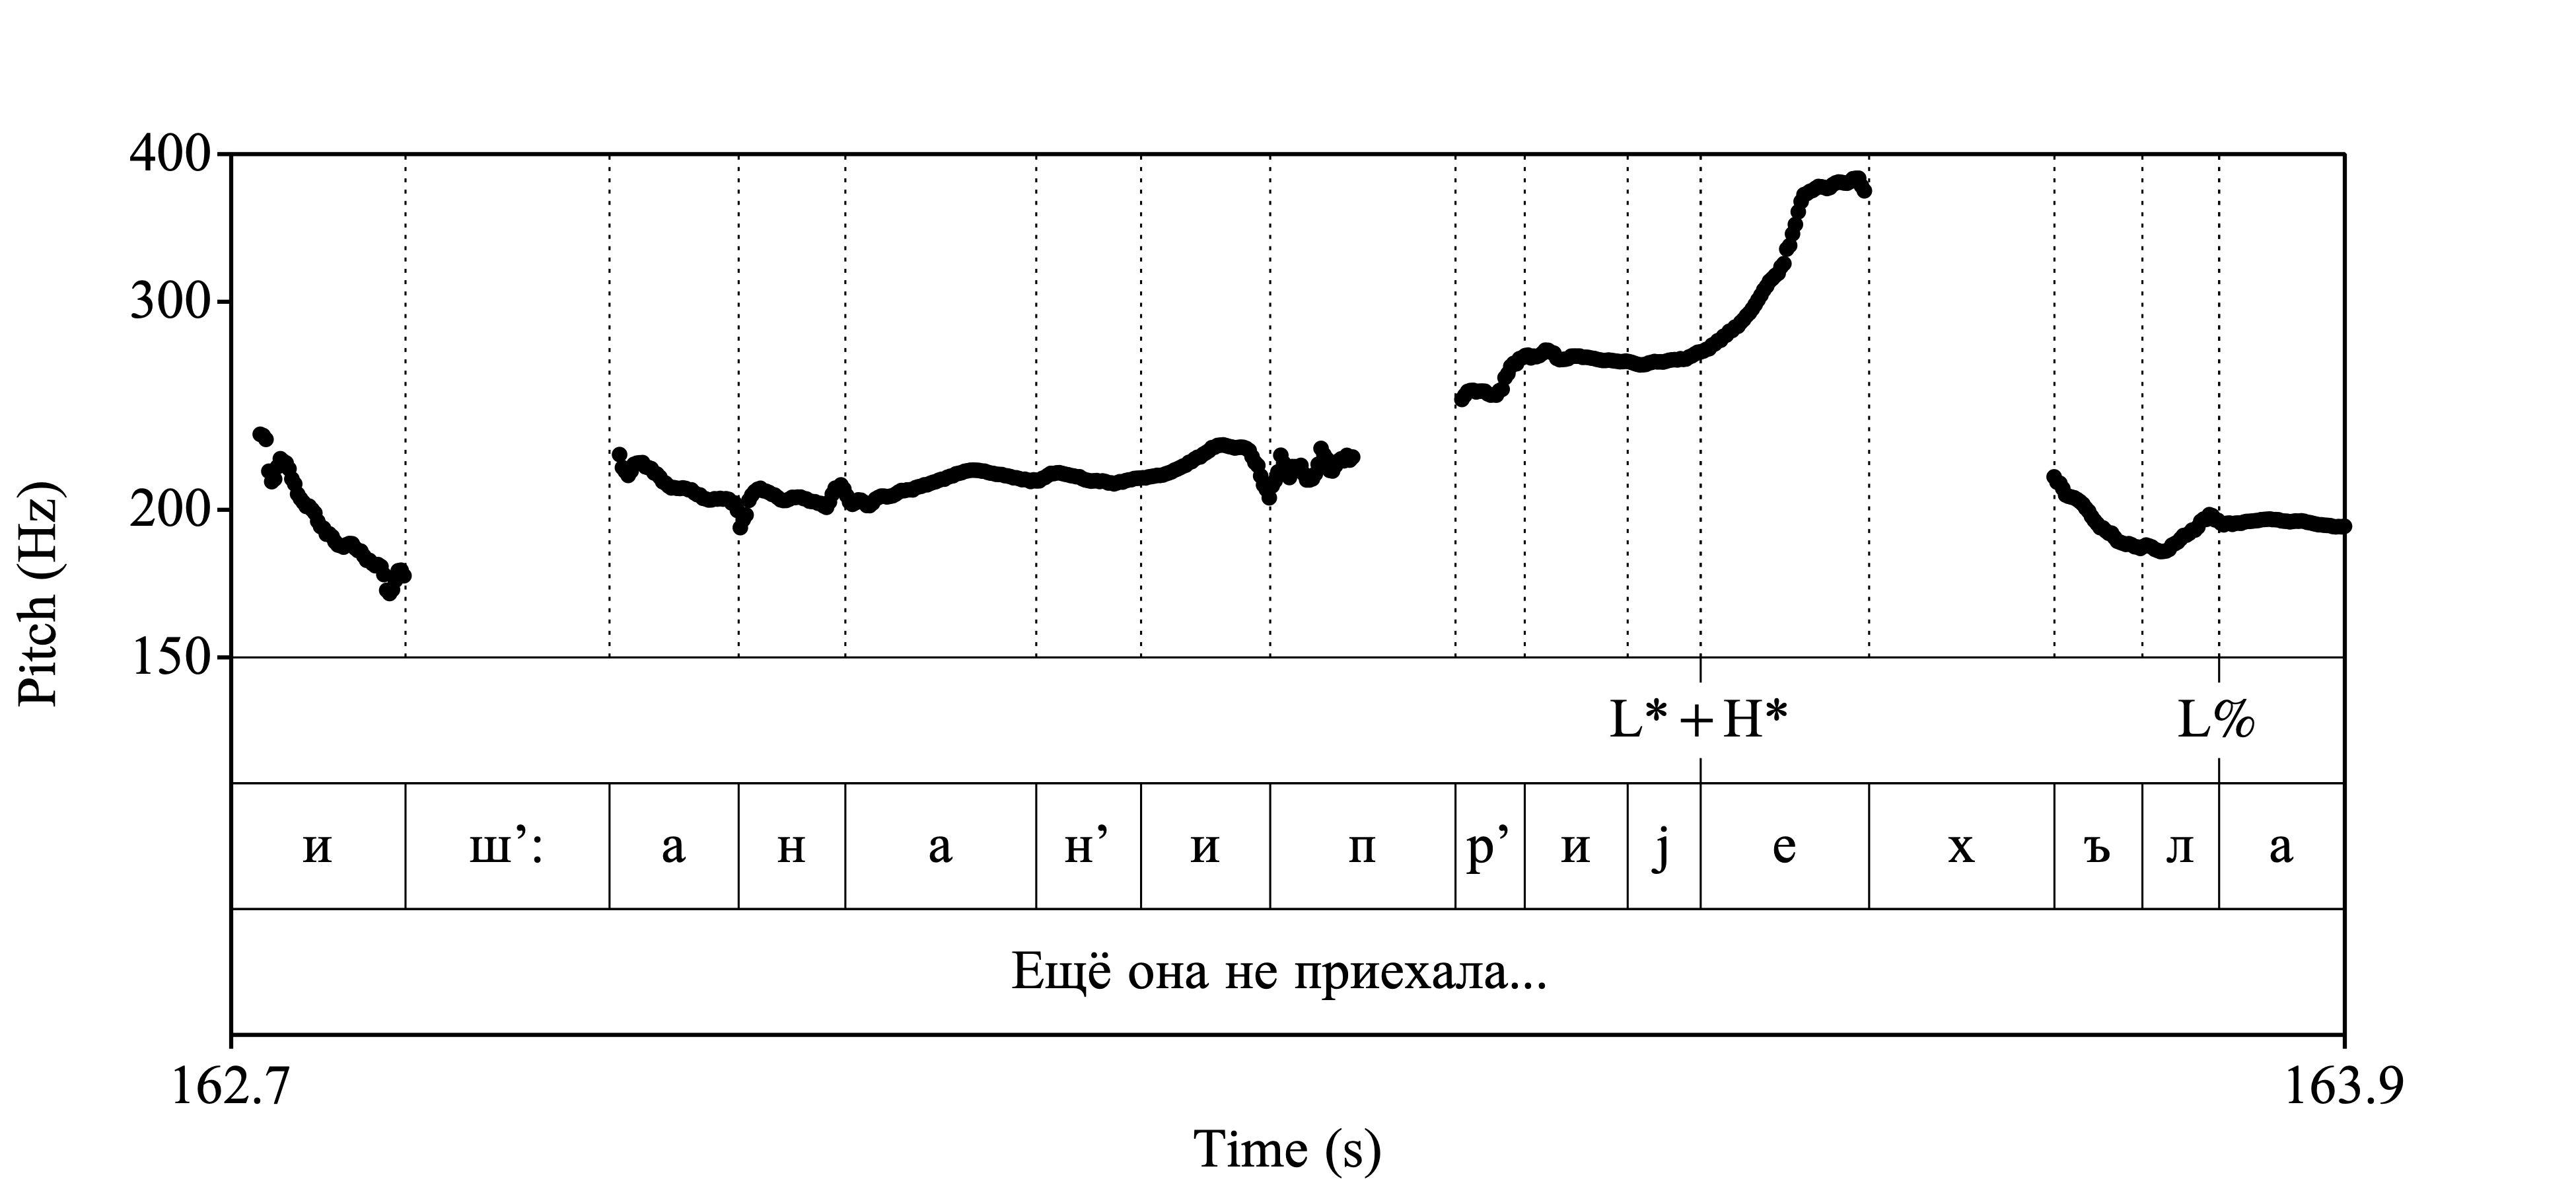 400
300
200
150
Pitch (Hz)
L*+H* L%
и ш’: а н а н’ и п р’ и j е х ъ л а
Ещё она не приехала...
162.7 163.9
Time (s)